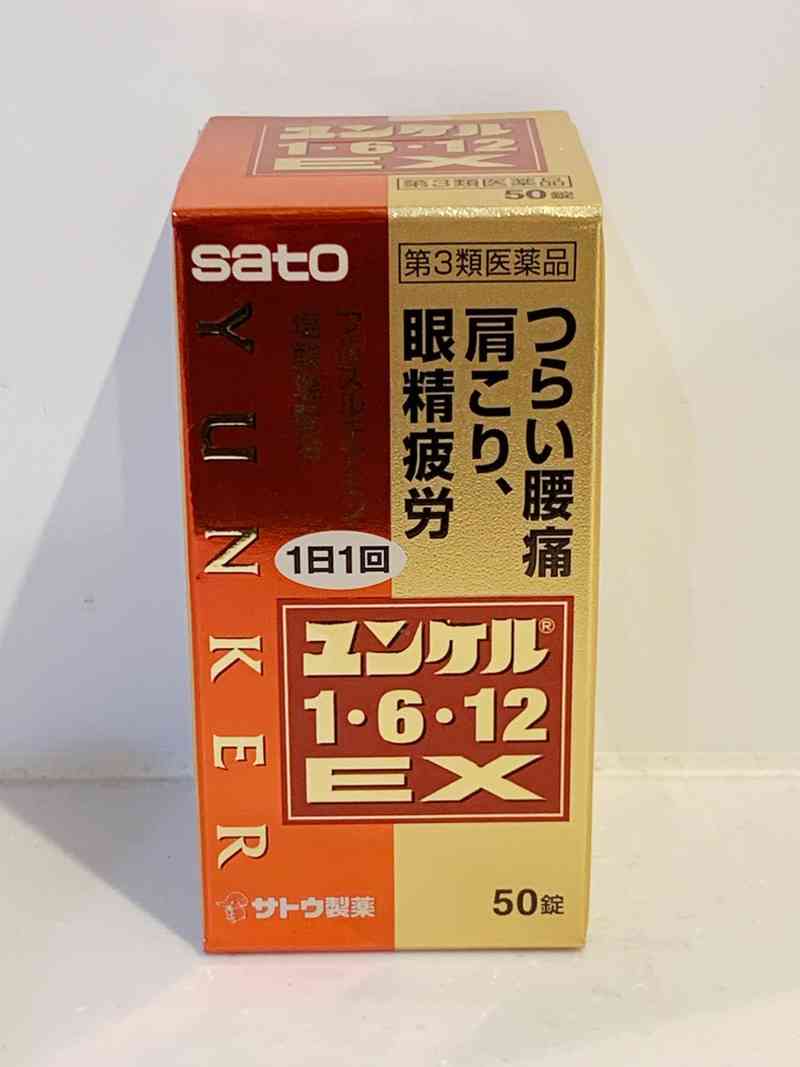 ユンケル
1・6・12
EX
第3類医薬品
50錠
sato
第3類医薬品
つらい腰痛
肩こり、
眼精疲労
YUNKER
1日1回
ユンケル®
1・6・12
EX
サトウ製薬
50錠